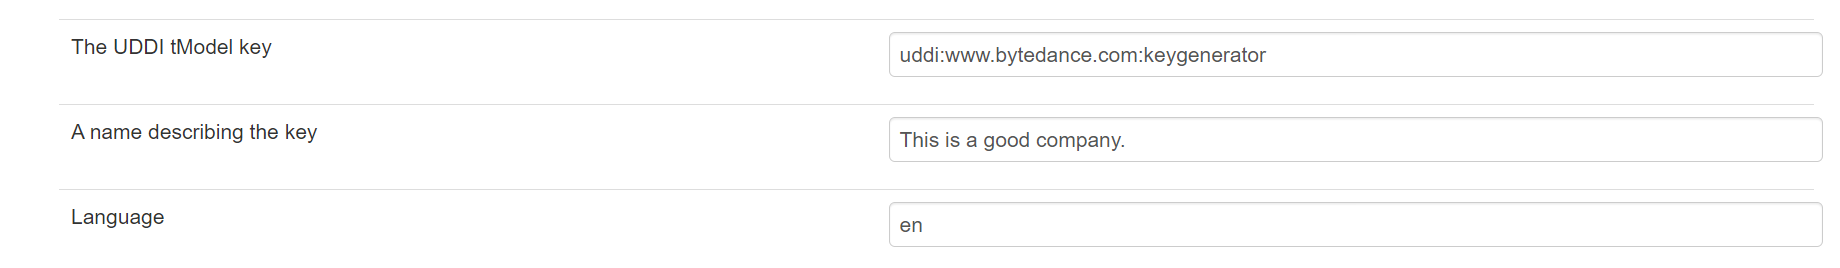 The UDDI tModel key
uddi:www.bytedance.com:keygenerator
A name describing the key
This is a good company.
Language
en